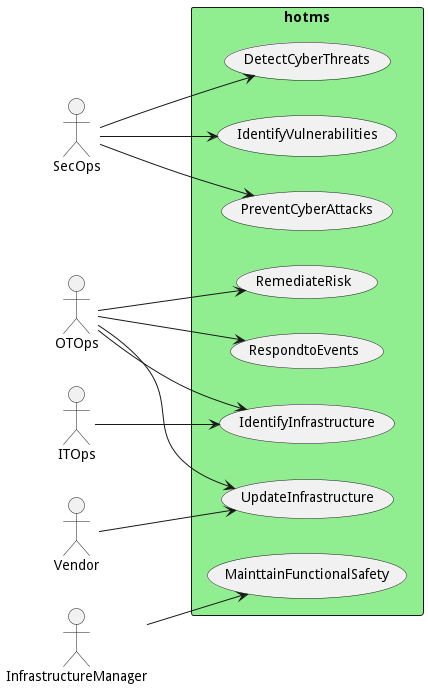 hotms
DetectCyberThreats
IdentifyVulnerabilities
SecOps
PreventCyberAttacks
RemediateRisk
OTOps
RespondtoEvents
IdentifyInfrastructure
ITOps
UpdateInfrastructure
Vendor
MainttainFunctionalSafety
InfrastructureManager